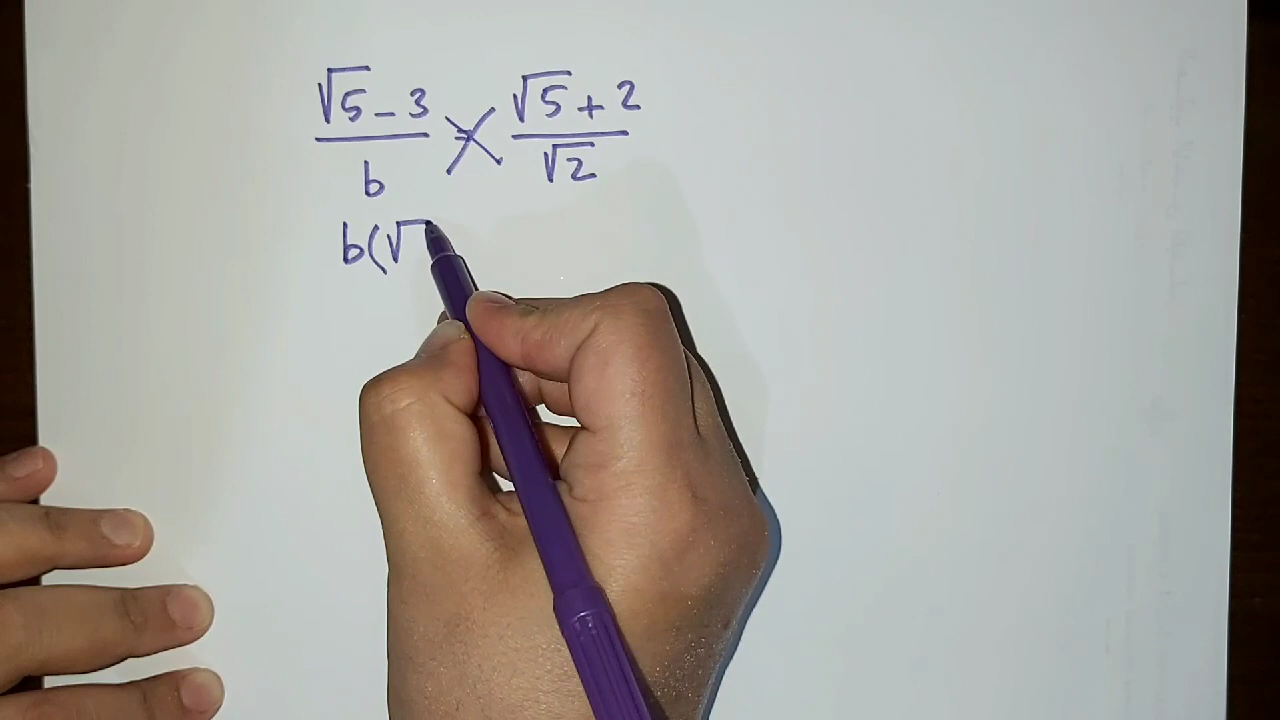 √5 - 3 = √5 + 2
b √2
b(√